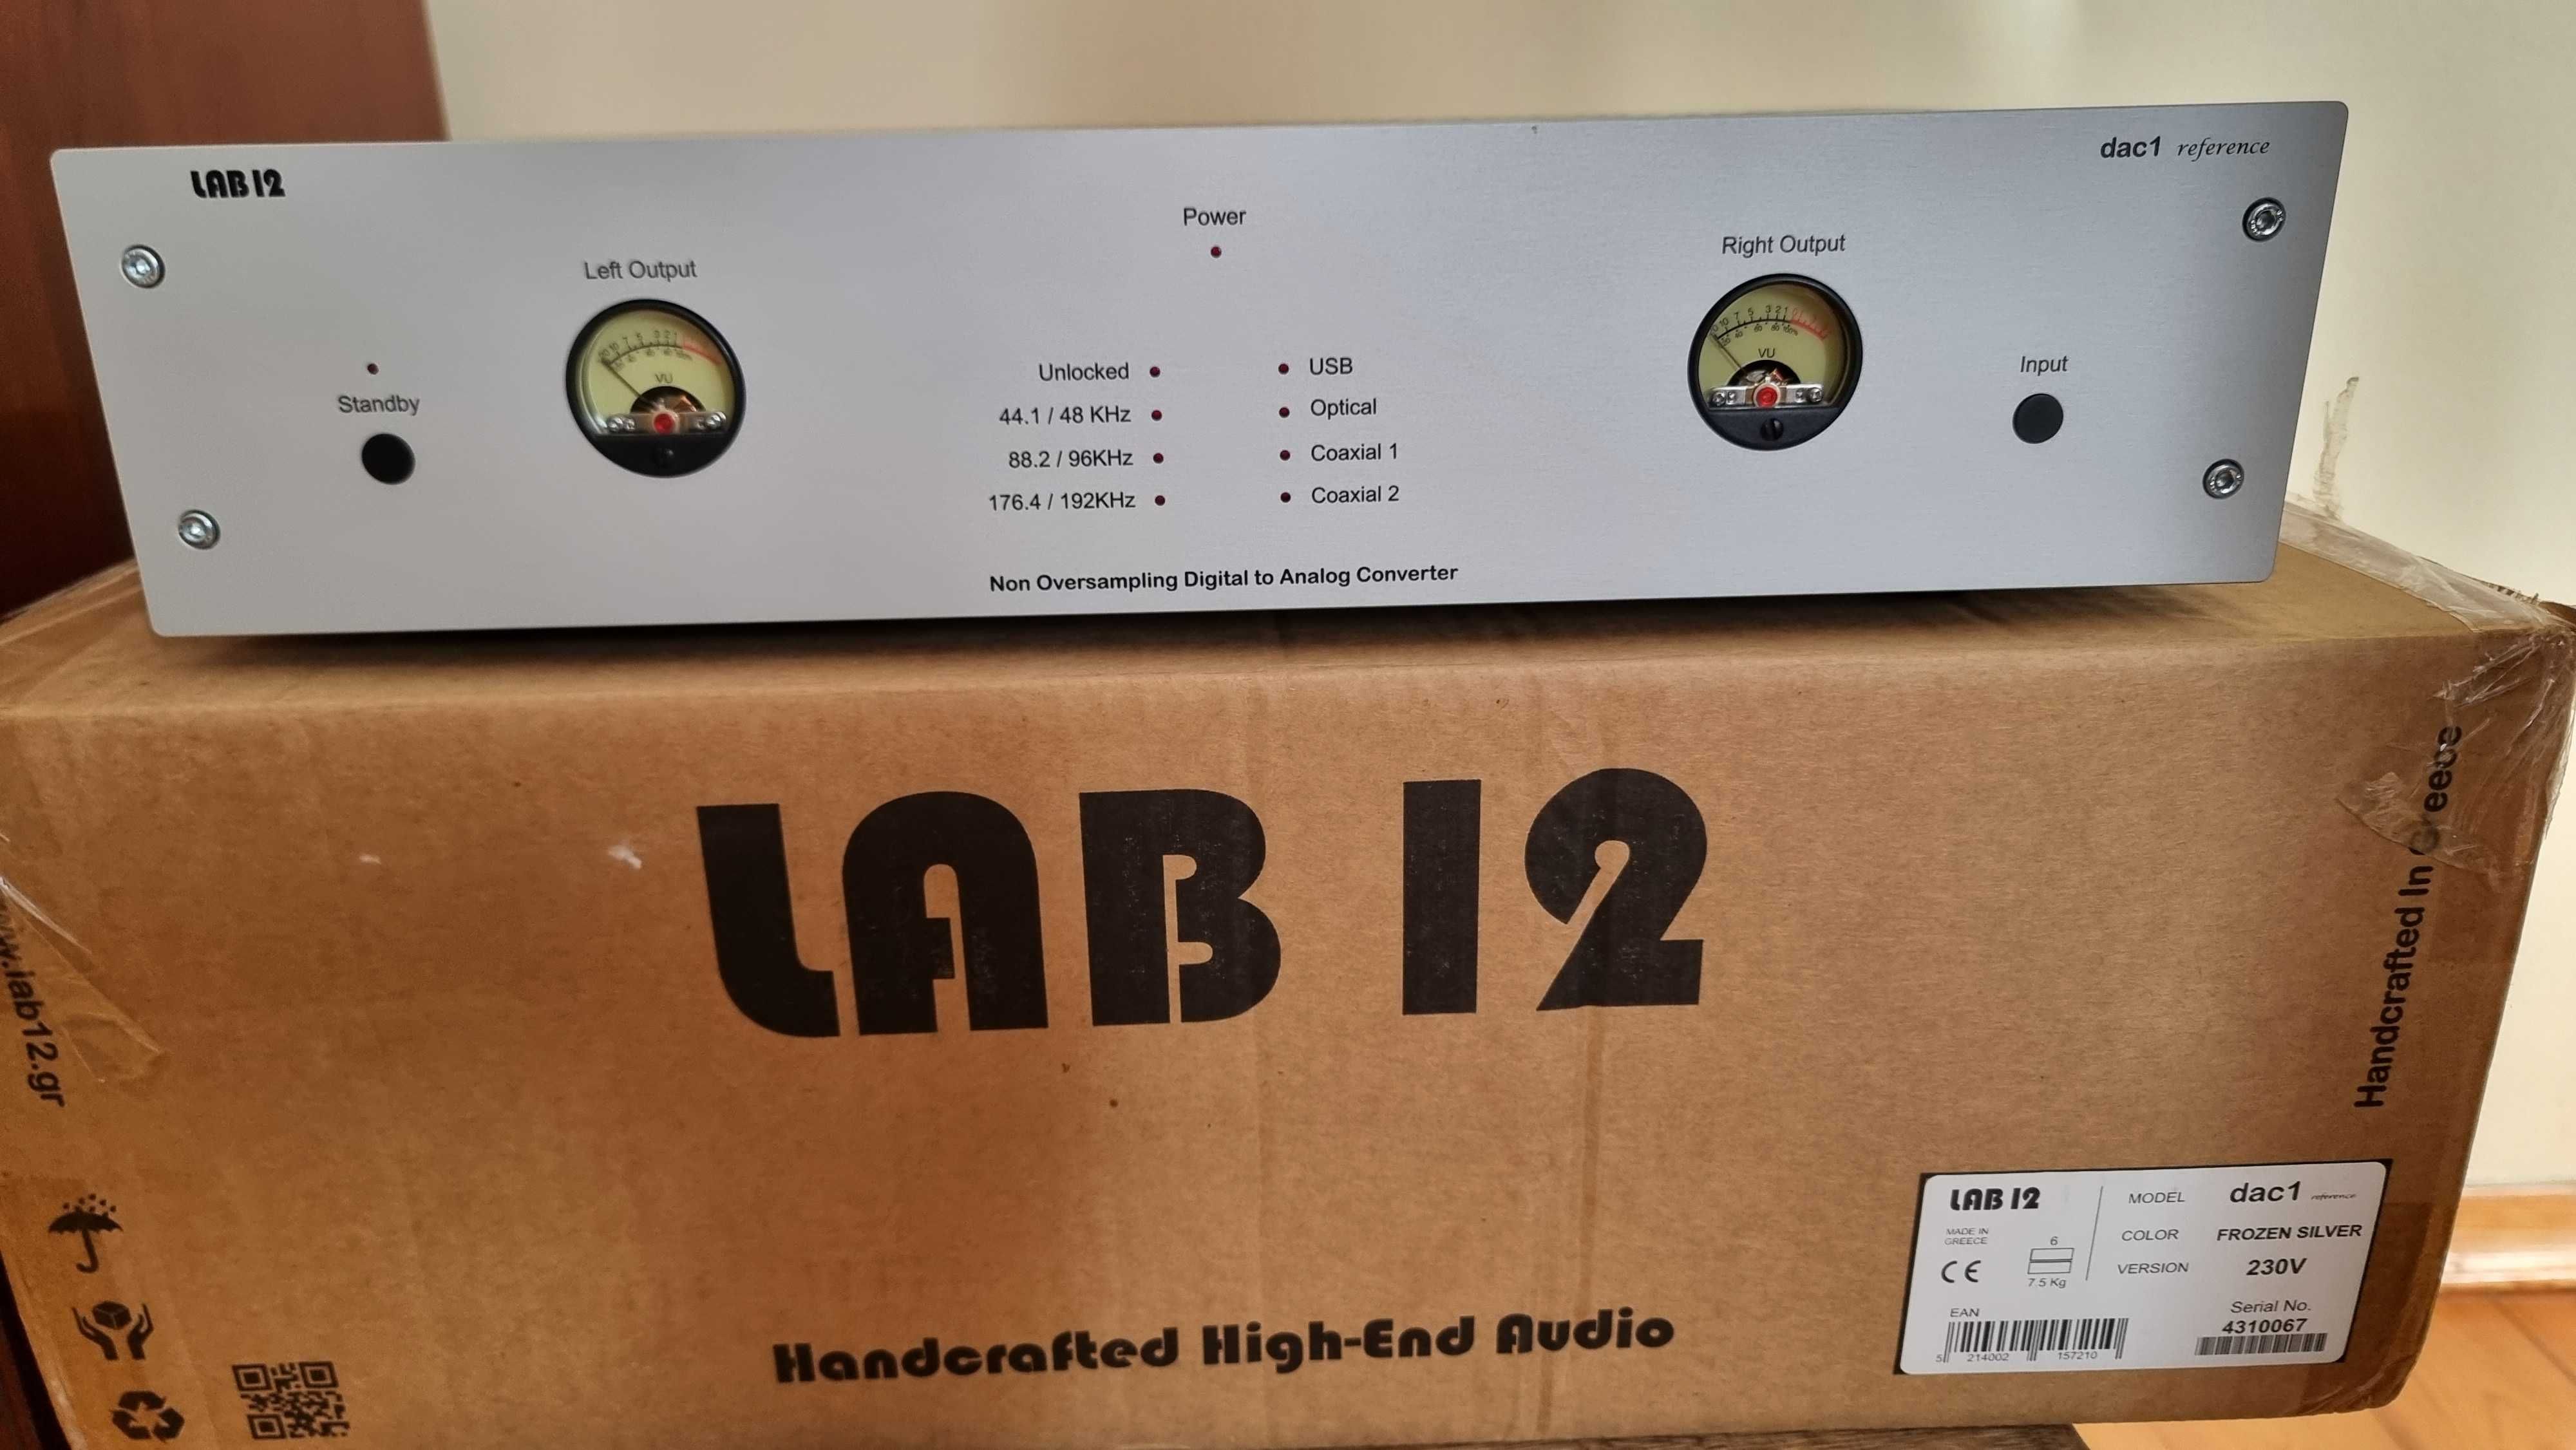 LAB12
dac1 reference
Power
Left Output
Right Output
VU
VU
Standby
Unlocked
44.1 / 48 KHz
88.2 / 96KHz
176.4 / 192KHz
USB
Optical
Coaxial 1
Coaxial 2
Input
Non Oversampling Digital to Analog Converter
LAB 12
Handcrafted High-End Audio
lab12.gr
Handcrafted In Greece
LAB 12
MADE IN
GREECE
CE
6
7.5 Kg
MODEL dac1 reference
COLOR FROZEN SILVER
VERSION 230V
EAN
5 214002 157210
Serial No.
4310067